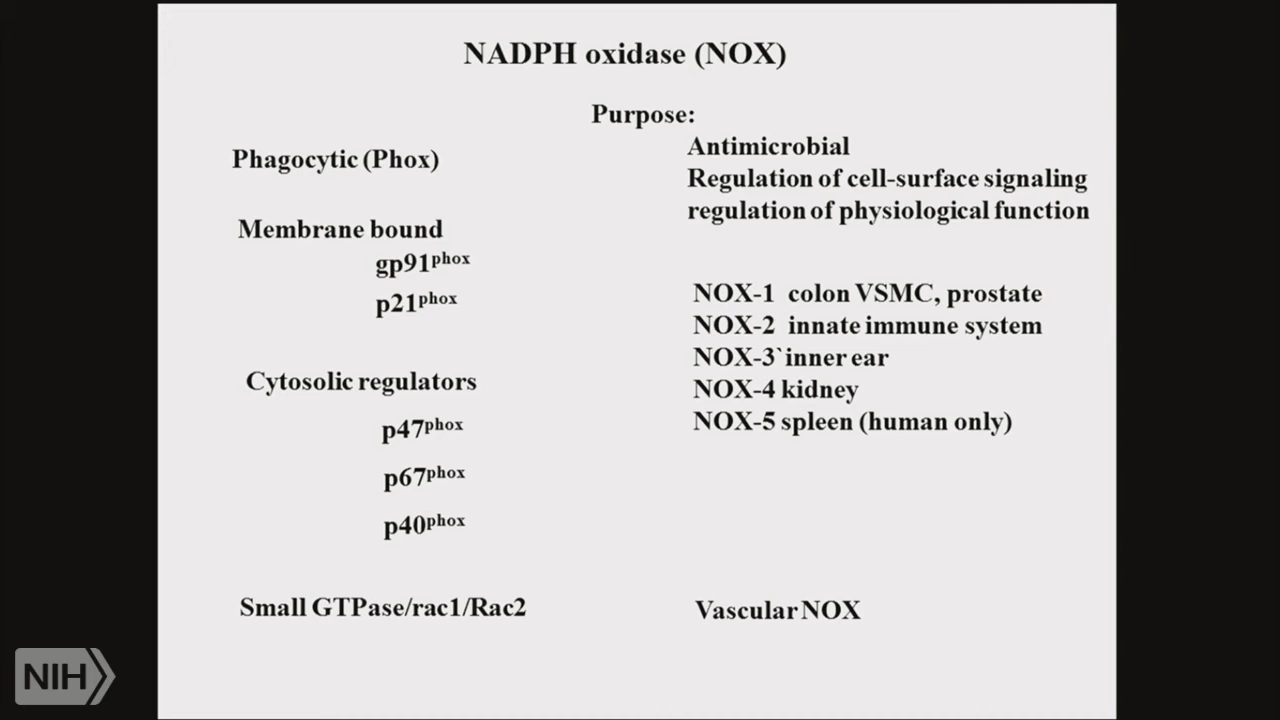 NADPH oxidase (NOX)
Purpose:
Antimicrobial
Regulation of cell-surface signaling
regulation of physiological function
Phagocytic (Phox)
Membrane bound
gp91phox
p21phox
Cytosolic regulators
p47phox
p67phox
p40phox
Small GTPase/rac1/Rac2
NOX-1 colon VSMC, prostate
NOX-2 innate immune system
NOX-3`inner ear
NOX-4 kidney
NOX-5 spleen (human only)
Vascular NOX
NIH